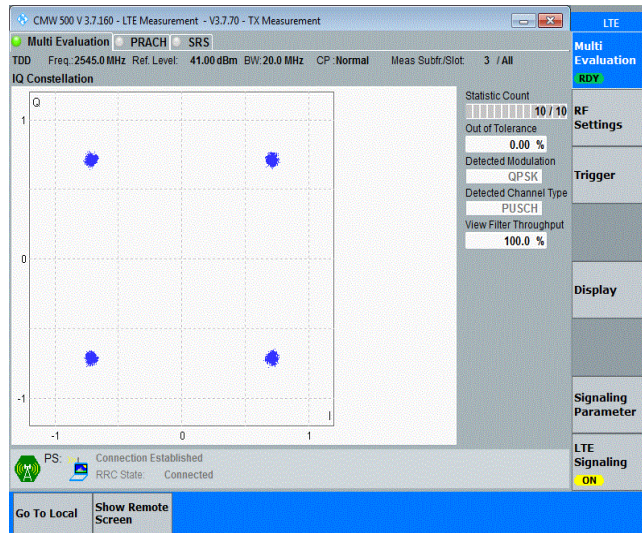 CMW 500 V 3.7.160 - LTE Measurement - V3.7.70 - TX Measurement
LTE
Multi Evaluation PRACH SRS
Multi
Evaluation
RDY
TDD Freq.:2545.0 MHz Ref. Level: 41.00 dBm BW:20.0 MHz CP :Normal Meas Subfr./Slot: 3 / All
IQ Constellation
Q
1
0
-1
-1 0 1
I
Statistic Count
10 / 10
Out of Tolerance
0.00 %
Detected Modulation
QPSK
Detected Channel Type
PUSCH
View Filter Throughput
100.0 %
RF
Settings
Trigger
Display
Signaling
Parameter
LTE
Signaling
ON
PS: Connection Established
RRC State: Connected
Go To Local
Show Remote
Screen